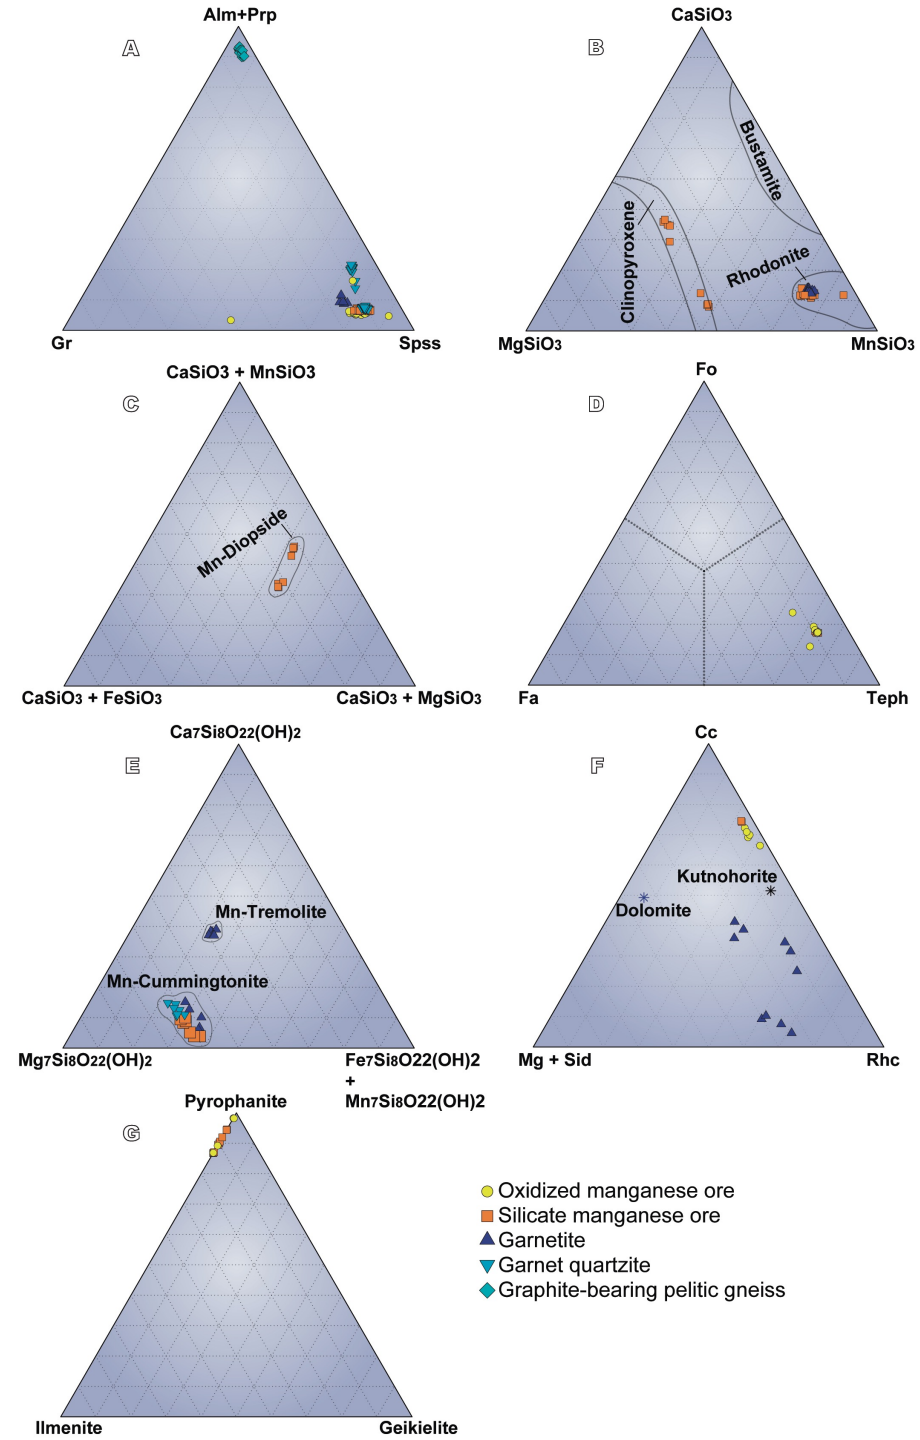 Alm+Prp
A
Gr
Spss
CaSiO3
B
Bustamite
Clinopyroxene
Rhodonite
MgSiO3
MnSiO3
CaSiO3 + MnSiO3
C
Mn-Diopside
CaSiO3 + FeSiO3
CaSiO3 + MgSiO3
Fo
D
Fa
Teph
Ca7Si8O22(OH)2
E
Mn-Tremolite
Mn-Cummingtonite
Mg7Si8O22(OH)2
Fe7Si8O22(OH)2
+
Mn7Si8O22(OH)2
Cc
F
Kutnohorite
Dolomite
Mg + Sid
Rhc
Pyrophanite
G
Ilmenite
Geikielite
Oxidized manganese ore
Silicate manganese ore
Garnetite
Garnet quartzite
Graphite-bearing pelitic gneiss